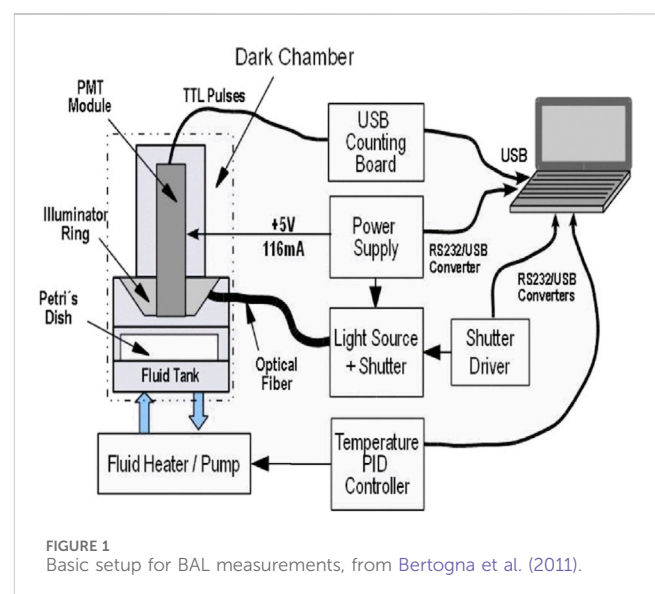 Dark Chamber
PMT
Module
TTL Pulses
USB
Counting
Board
USB
Illuminator
Ring
+5V
116mA
Power
Supply
RS232/USB
Converter
RS232/USB
Converters
Petri´s
Dish
Optical
Fiber
Light Source
+ Shutter
Shutter
Driver
Fluid Tank
Fluid Heater / Pump
Temperature
PID
Controller
FIGURE 1
Basic setup for BAL measurements, from Bertogna et al. (2011).